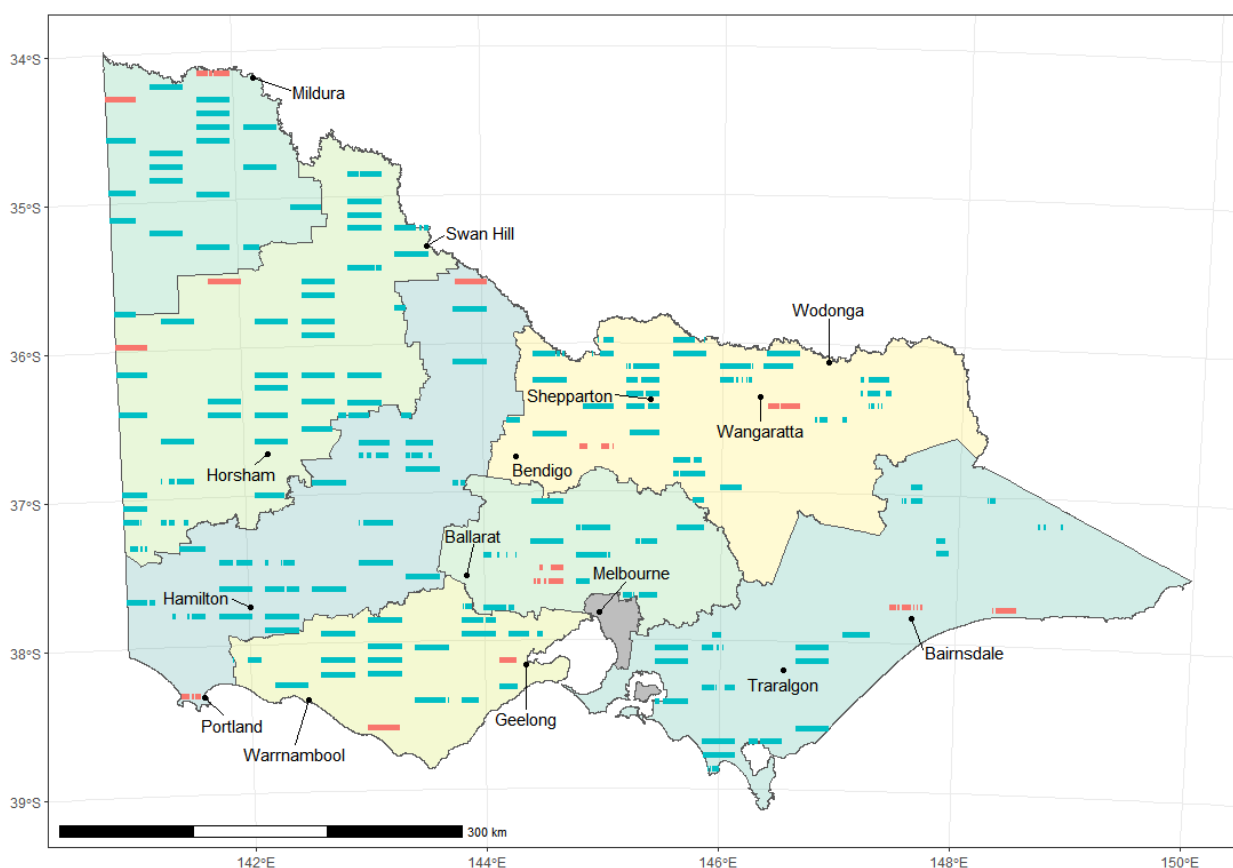 34°S
Mildura
35°S
Swan Hill
Wodonga
36°S
Shepparton
Wangaratta
Horsham
Bendigo
37°S
Ballarat
Melbourne
Hamilton
38°S
Bairnsdale
Traralgon
Portland
Geelong
Warrnambool
39°S
300 km
142°E
144°E
146°E
148°E
150°E